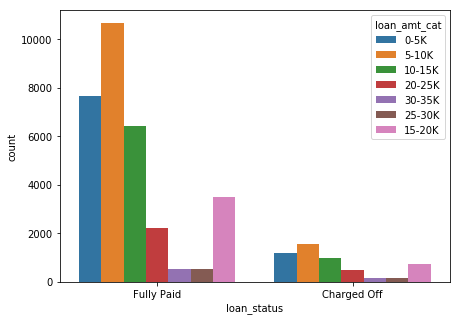 loan_amt_cat
0-5K
5-10K
10-15K
20-25K
30-35K
25-30K
15-20K
10000
8000
6000
4000
2000
0
count
Fully Paid
Charged Off
loan_status